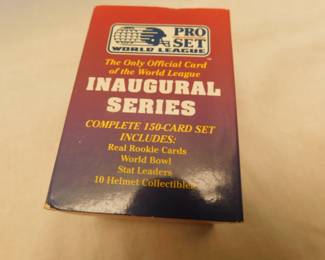 PRO
SET
WORLD LEAGUE
The Only Official Card
of the World League
INAUGURAL
SERIES
COMPLETE 150-CARD SET
INCLUDES:
Real Rookie Cards
World Bowl
Stat Leaders
10 Helmet Collectibles